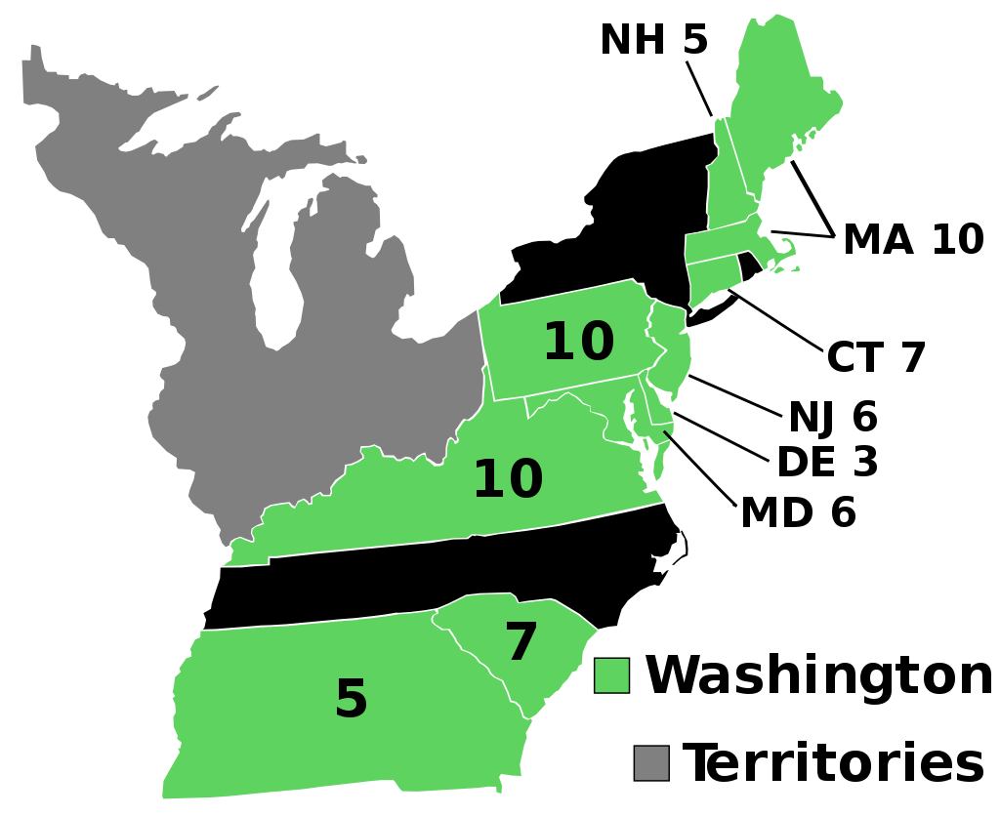 NH 5
MA 10
10
CT 7
NJ 6
DE 3
10
MD 6
7
Washington
5
Territories